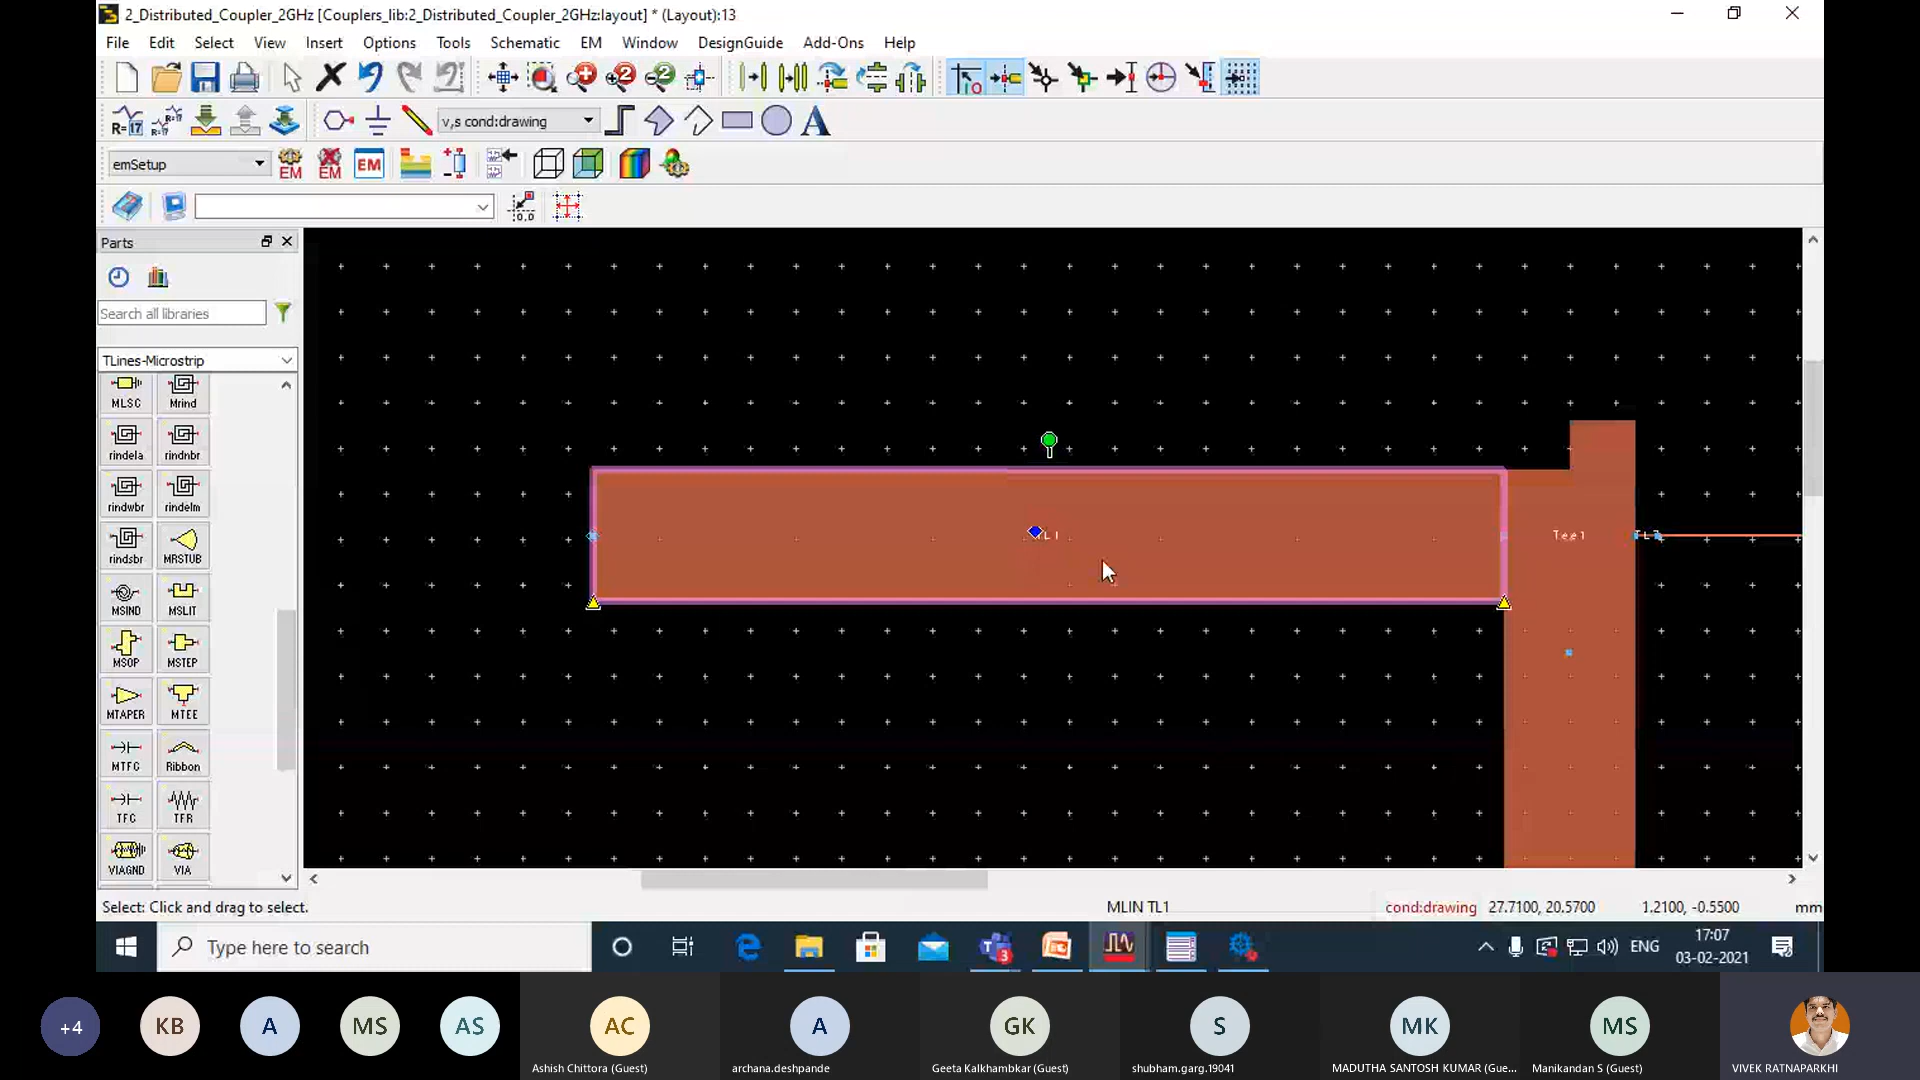 2_Distributed_Coupler_2GHz [Couplers_lib:2_Distributed_Coupler_2GHz:layout] * (Layout):13
File Edit Select View Insert Options Tools Schematic EM Window DesignGuide Add-Ons Help
v,s cond:drawing
emSetup
EM EM EM
Parts
Search all libraries
TLines-Microstrip
MLSC Mrind
rindela rindnbr
rindwbr rindelm
rindsbr MRSTUB
MSIND MSLIT
MSOP MSTEP
MTAPER MTEE
MTFC Ribbon
TFC TFR
VIAGND VIA
Tee1
Select: Click and drag to select.
MLIN TL1
cond:drawing 27.7100, 20.5700 1.2100, -0.5500 mm
Type here to search
ENG
17:07
03-02-2021
+4 KB A MS AS AC A GK S MK MS
Ashish Chittora (Guest) archana.deshpande Geeta Kalkhambkar (Guest) shubham.garg.19041 MADUTHA SANTOSH KUMAR (Gue... Manikandan S (Guest) VIVEK RATNAPARKHI